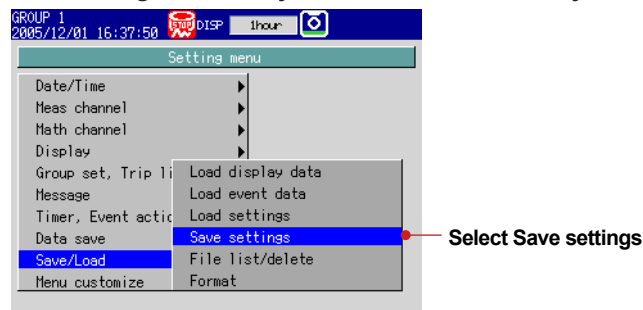 GROUP 1
2005/12/01 16:37:50 STOP DISP 1hour
Setting menu
Date/Time
Meas channel
Math channel
Display
Group set, Trip li
Message
Timer, Event actio
Data save
Save/Load
Menu customize
Load display data
Load event data
Load settings
Save settings
File list/delete
Format
Select Save settings